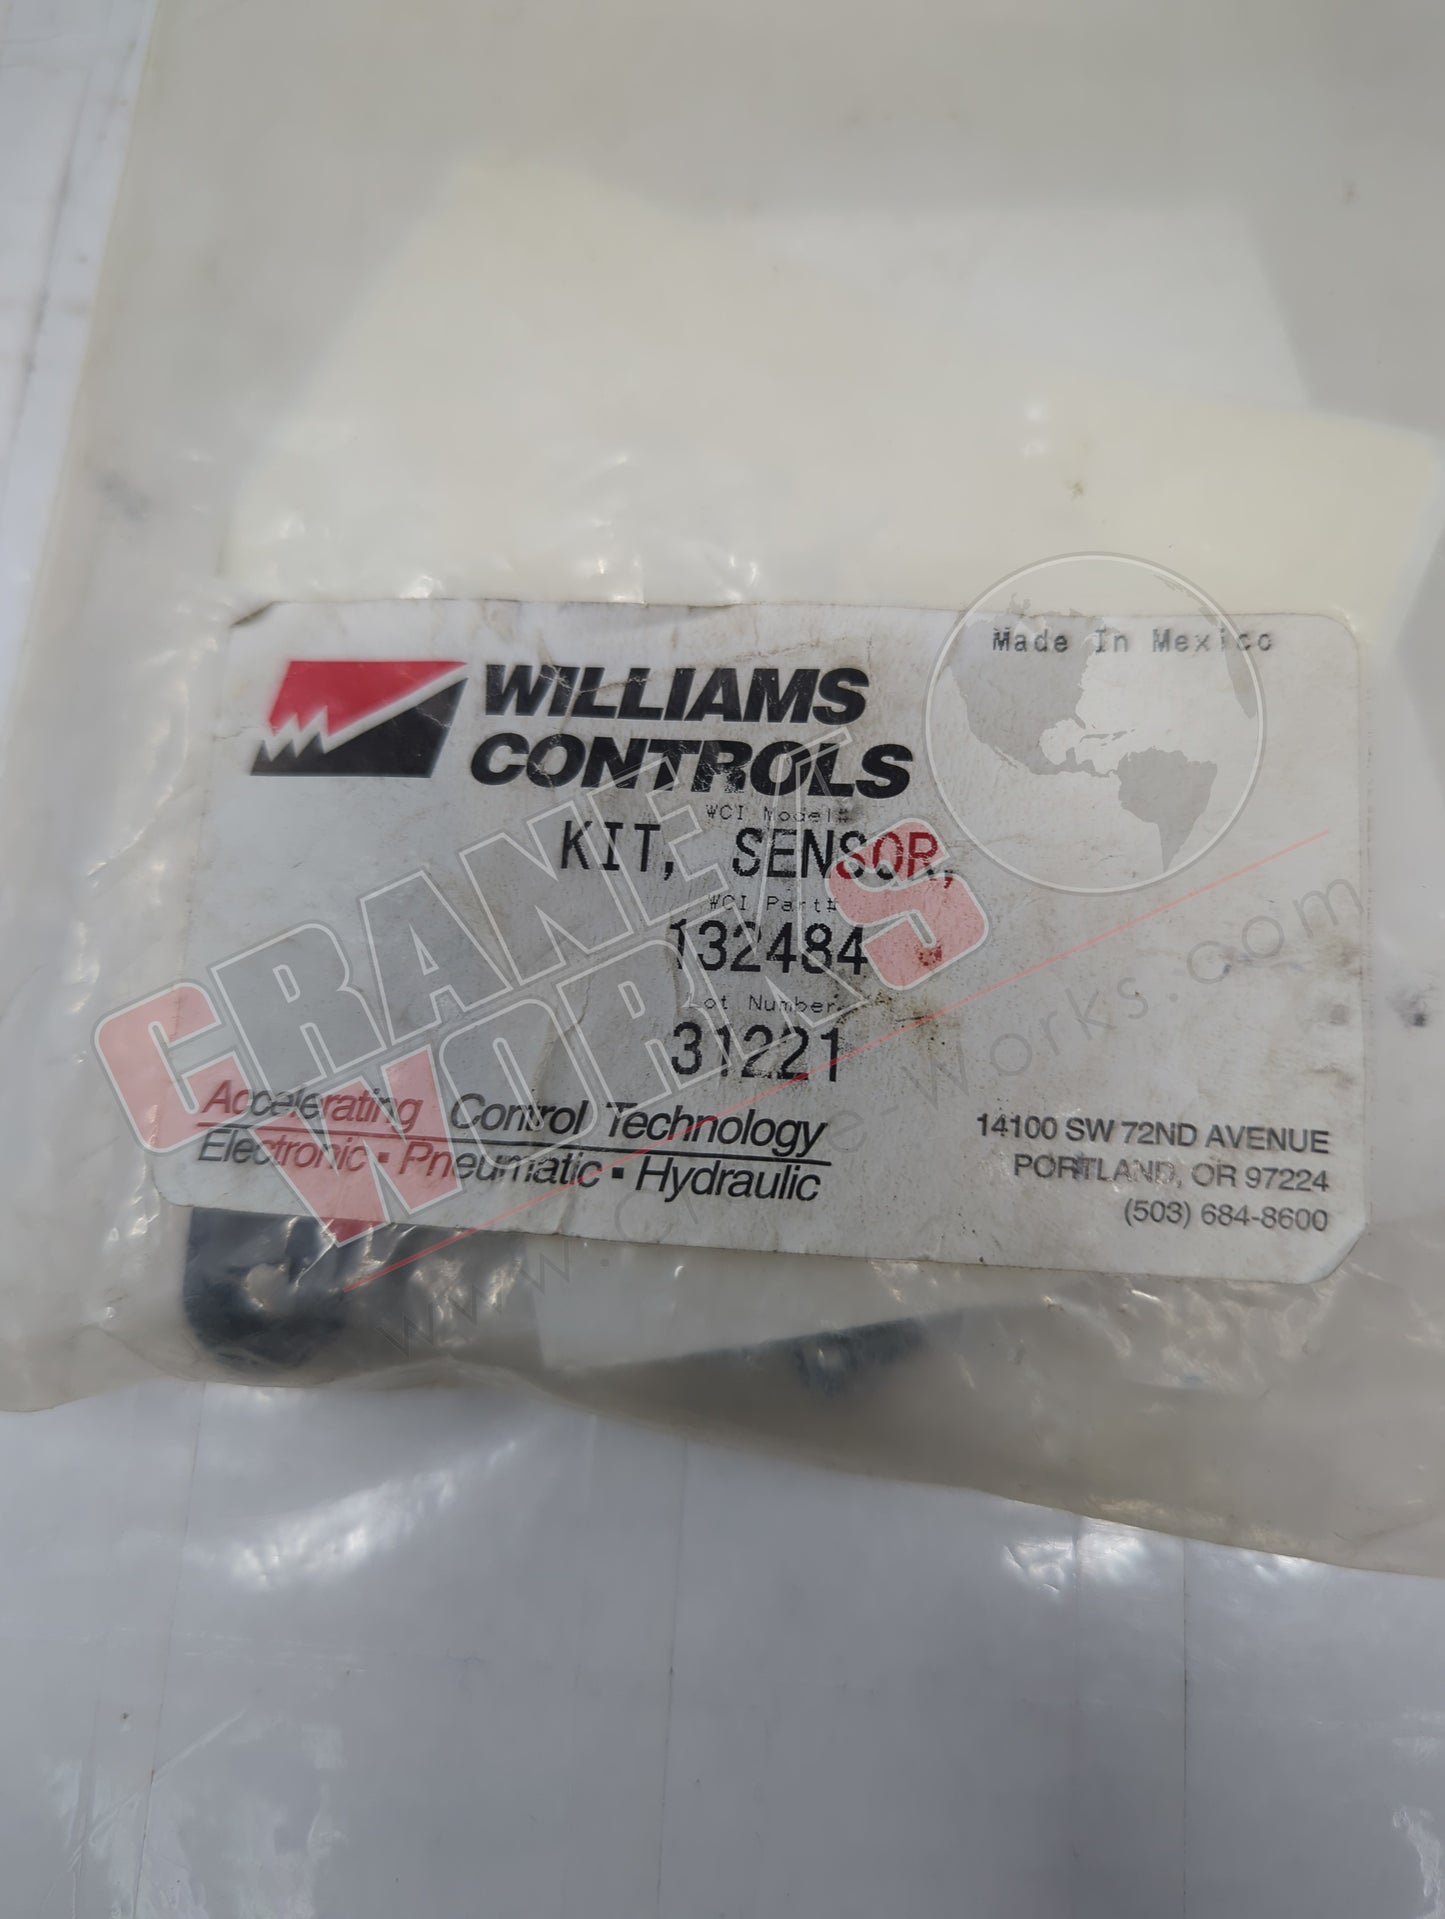 Made In Mexico
WILLIAMS
CONTROLS
WCI Model#
KIT, SENSOR,
WCI Part#
132484
Lot Number
31221
Accelerating Control Technology
Electronic ▪ Pneumatic ▪ Hydraulic
14100 SW 72ND AVENUE
PORTLAND, OR 97224
(503) 684-8600
CRANE
WORKS
www.Crane-Works.com